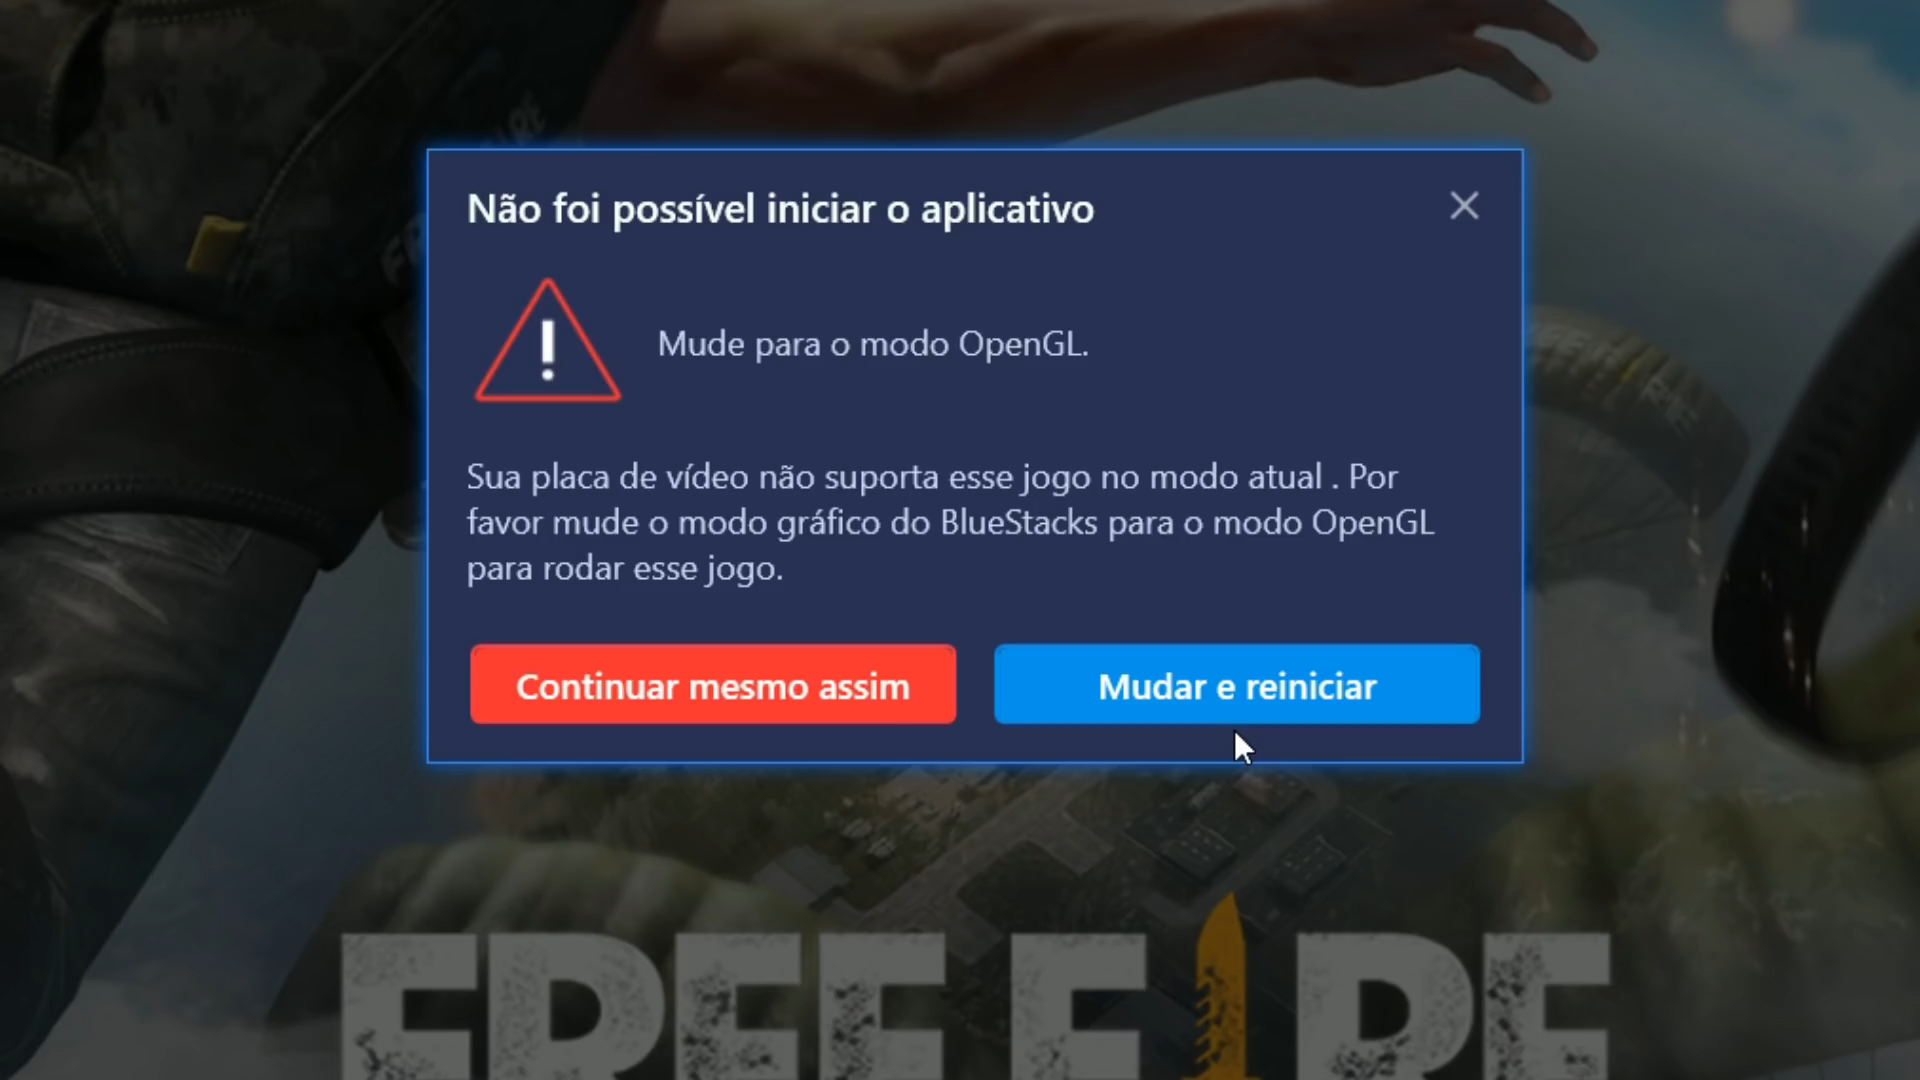 Não foi possível iniciar o aplicativo
Mude para o modo OpenGL.
Sua placa de vídeo não suporta esse jogo no modo atual . Por
favor mude o modo gráfico do BlueStacks para o modo OpenGL
para rodar esse jogo.
Continuar mesmo assim
Mudar e reiniciar
FREE FIRE